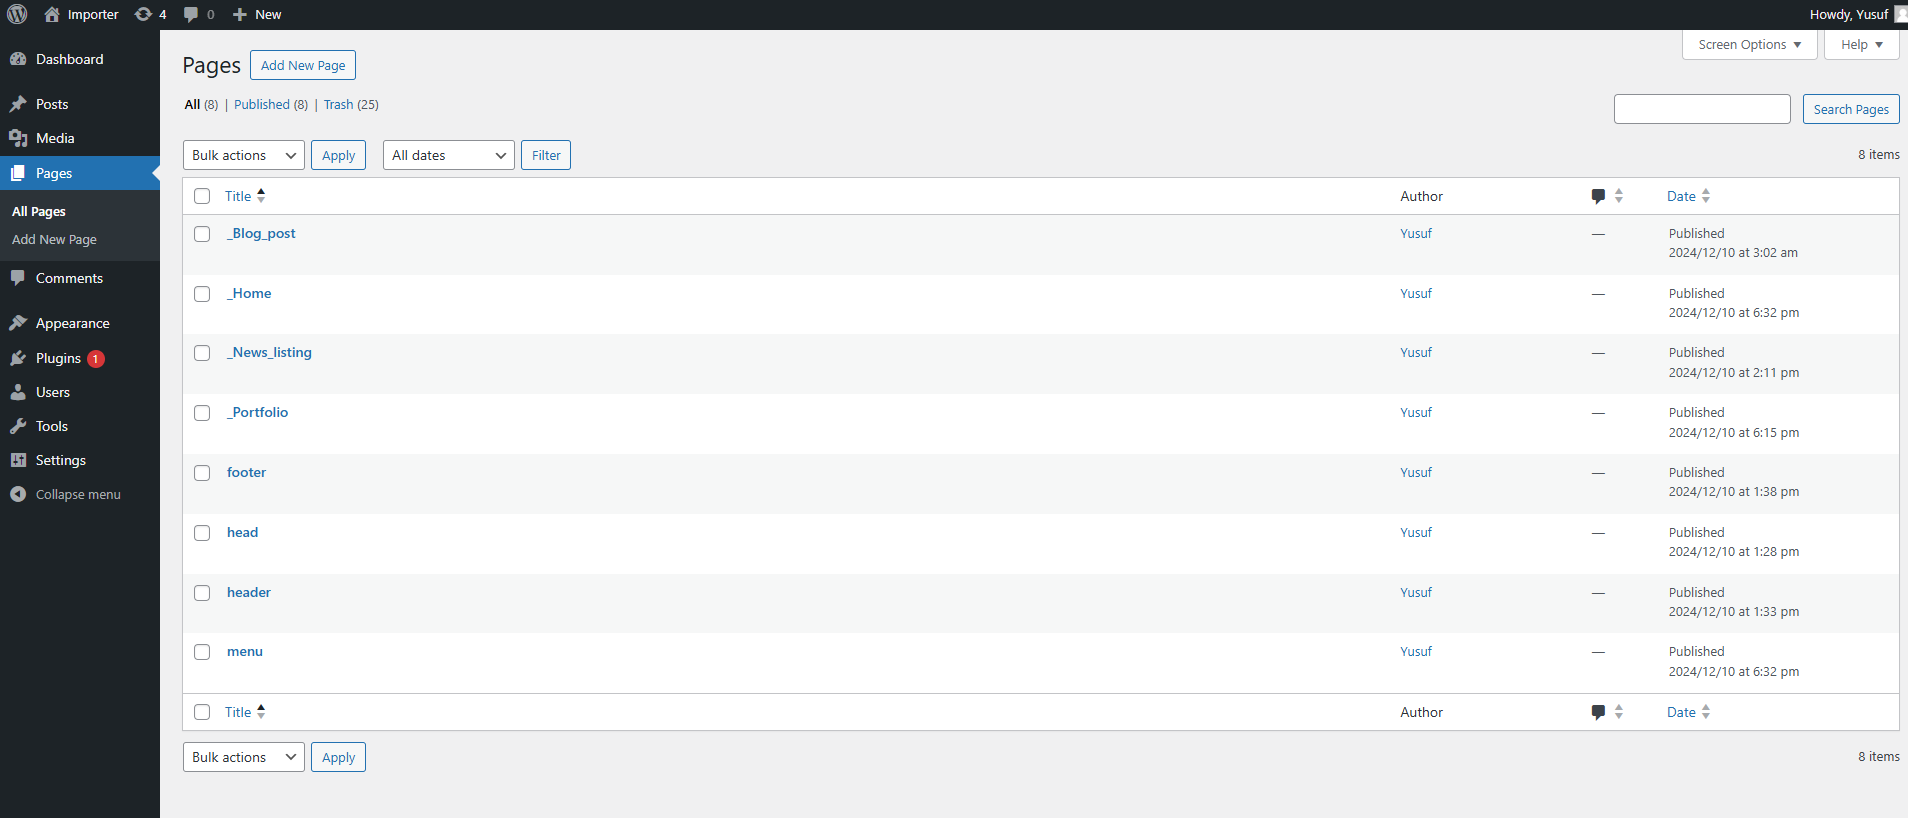 Importer 4 0 New Howdy, Yusuf
Dashboard
Posts
Media
Pages
All Pages
Add New Page
Comments
Appearance
Plugins 1
Users
Tools
Settings
Collapse menu
Screen Options Help
Pages Add New Page
All (8) | Published (8) | Trash (25)
Search Pages
Bulk actions Apply All dates Filter 8 items
Title Author Date
_Blog_post Yusuf — Published
2024/12/10 at 3:02 am
_Home Yusuf — Published
2024/12/10 at 6:32 pm
_News_listing Yusuf — Published
2024/12/10 at 2:11 pm
_Portfolio Yusuf — Published
2024/12/10 at 6:15 pm
footer Yusuf — Published
2024/12/10 at 1:38 pm
head Yusuf — Published
2024/12/10 at 1:28 pm
header Yusuf — Published
2024/12/10 at 1:33 pm
menu Yusuf — Published
2024/12/10 at 6:32 pm
Title Author Date
Bulk actions Apply 8 items